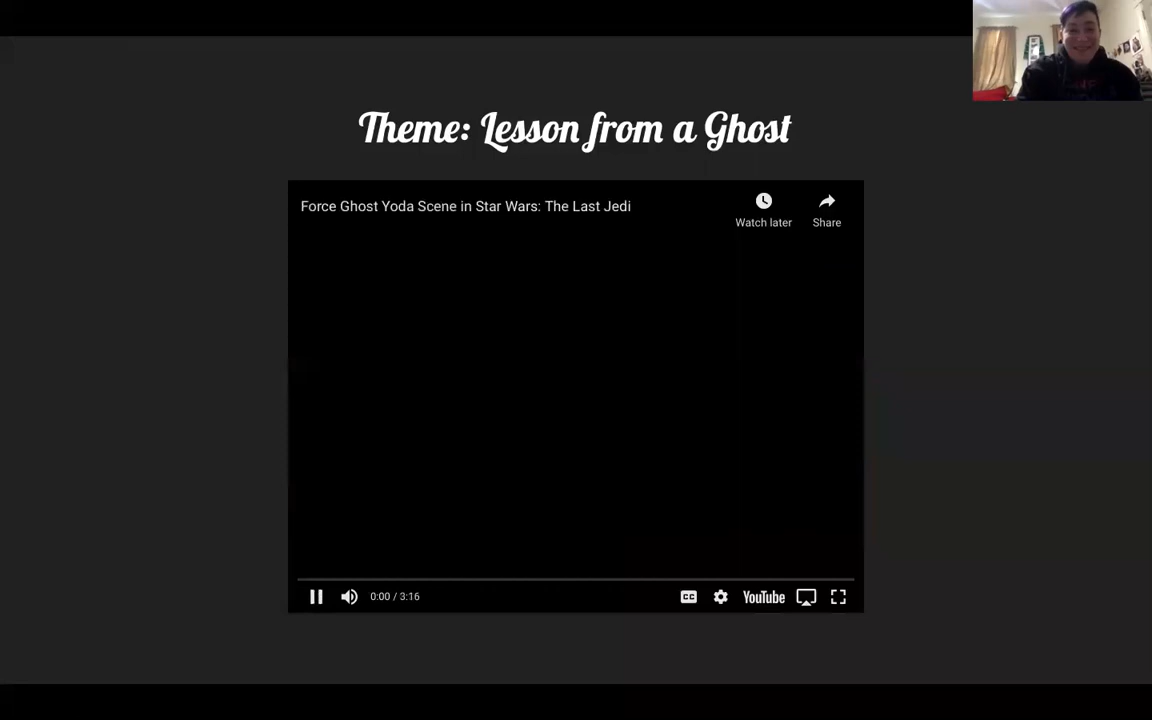 Theme: Lesson from a Ghost
Force Ghost Yoda Scene in Star Wars: The Last Jedi
Watch later
Share
0:00 / 3:16
CC
YouTube